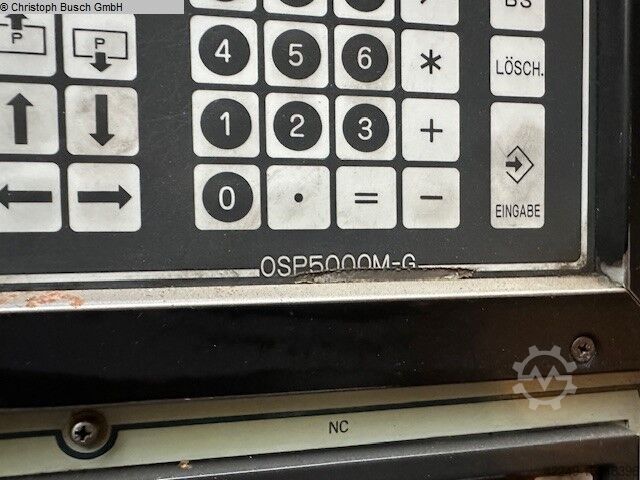 © Christoph Busch GmbH
BS
P
P
4 5 6 *
LÖSCH.
1 2 3 +
0 . = -
EINGABE
OSP5000M-G
NC